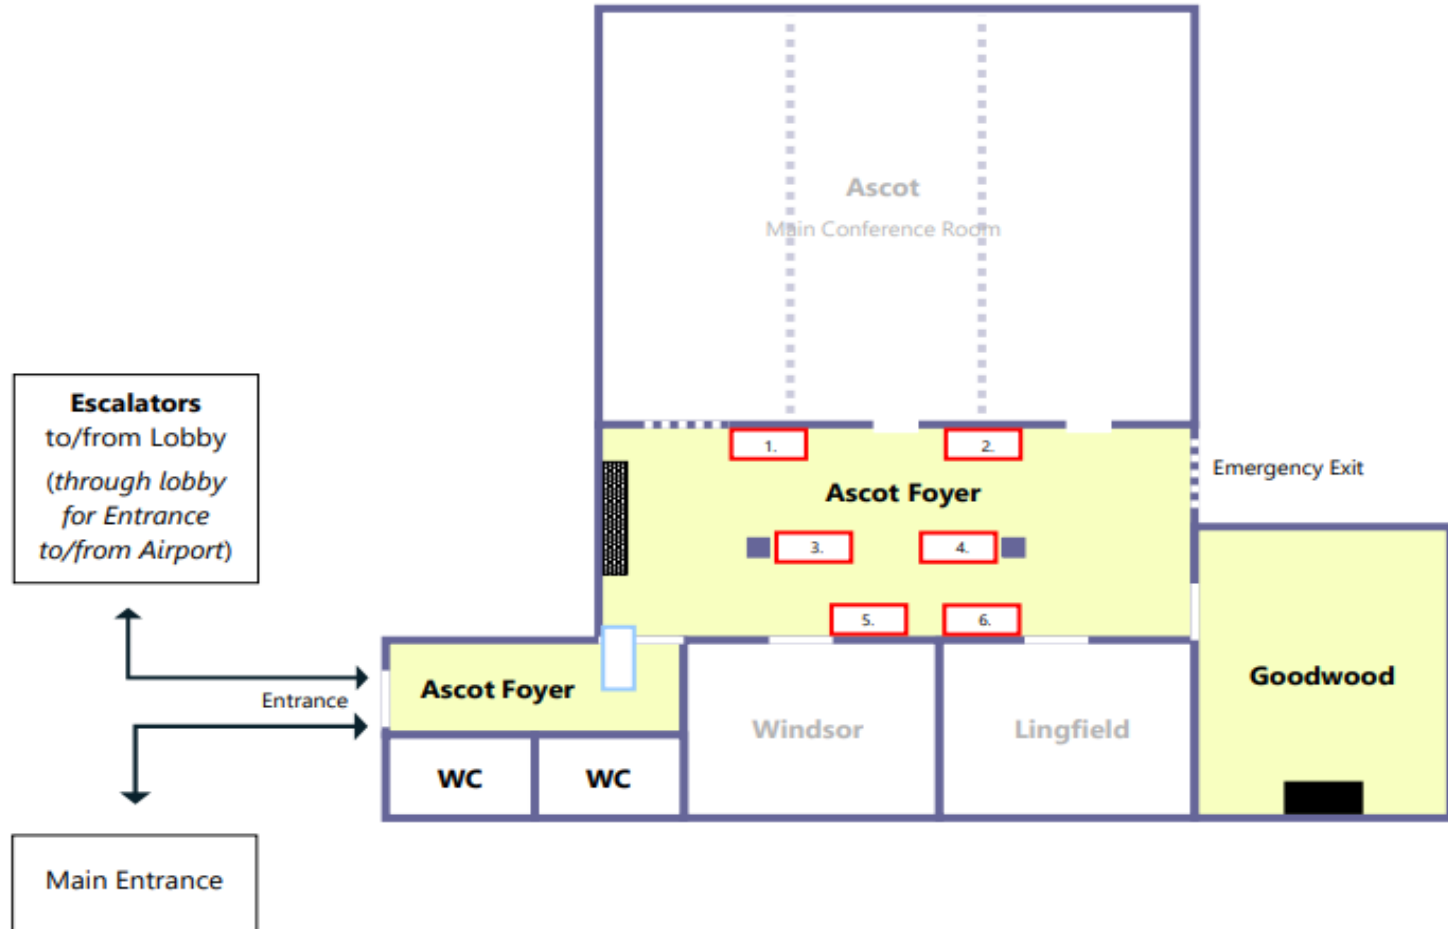 Ascot
Main Conference Room
Escalators
to/from Lobby
(through lobby
for Entrance
to/from Airport)
1.
2.
Emergency Exit
Ascot Foyer
3.
4.
5.
6.
Ascot Foyer
Entrance
Goodwood
Windsor
Lingfield
WC
WC
Main Entrance